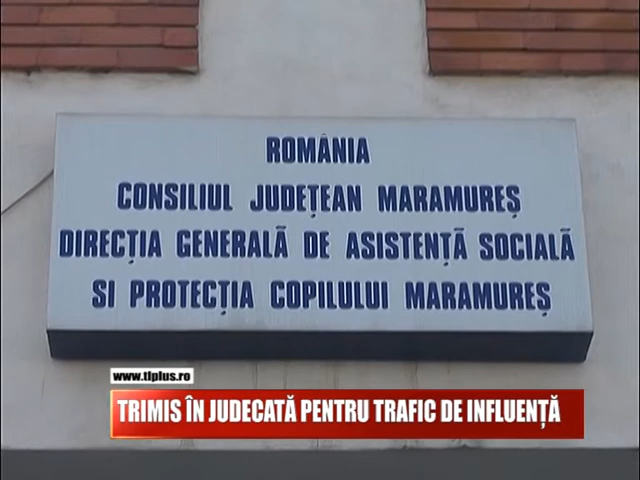 ROMÂNIA
CONSILIUL JUDEȚEAN MARAMUREȘ
DIRECȚIA GENERALĂ DE ASISTENȚĂ SOCIALĂ
SI PROTECȚIA COPILULUI MARAMUREȘ
www.tlplus.ro
TRIMIS ÎN JUDECATĂ PENTRU TRAFIC DE INFLUENȚĂ